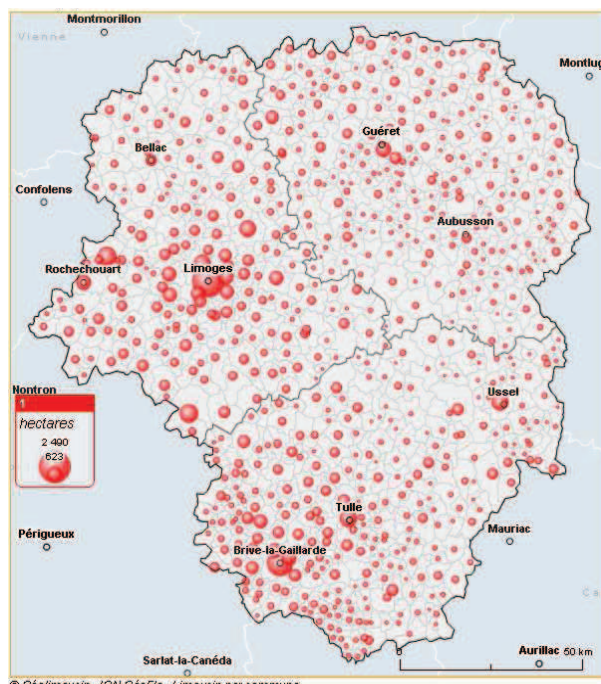 Montmorillon
Vienne
Montluç
Guéret
Bellac
Confolens
Aubusson
Rochechouart
Limoges
Nontron
1
hectares
2 490
623
Ussel
Tulle
Périgueux
Mauriac
Brive-la-Gaillarde
Ca
Sarlat-la-Canéda
Aurillac
50 km